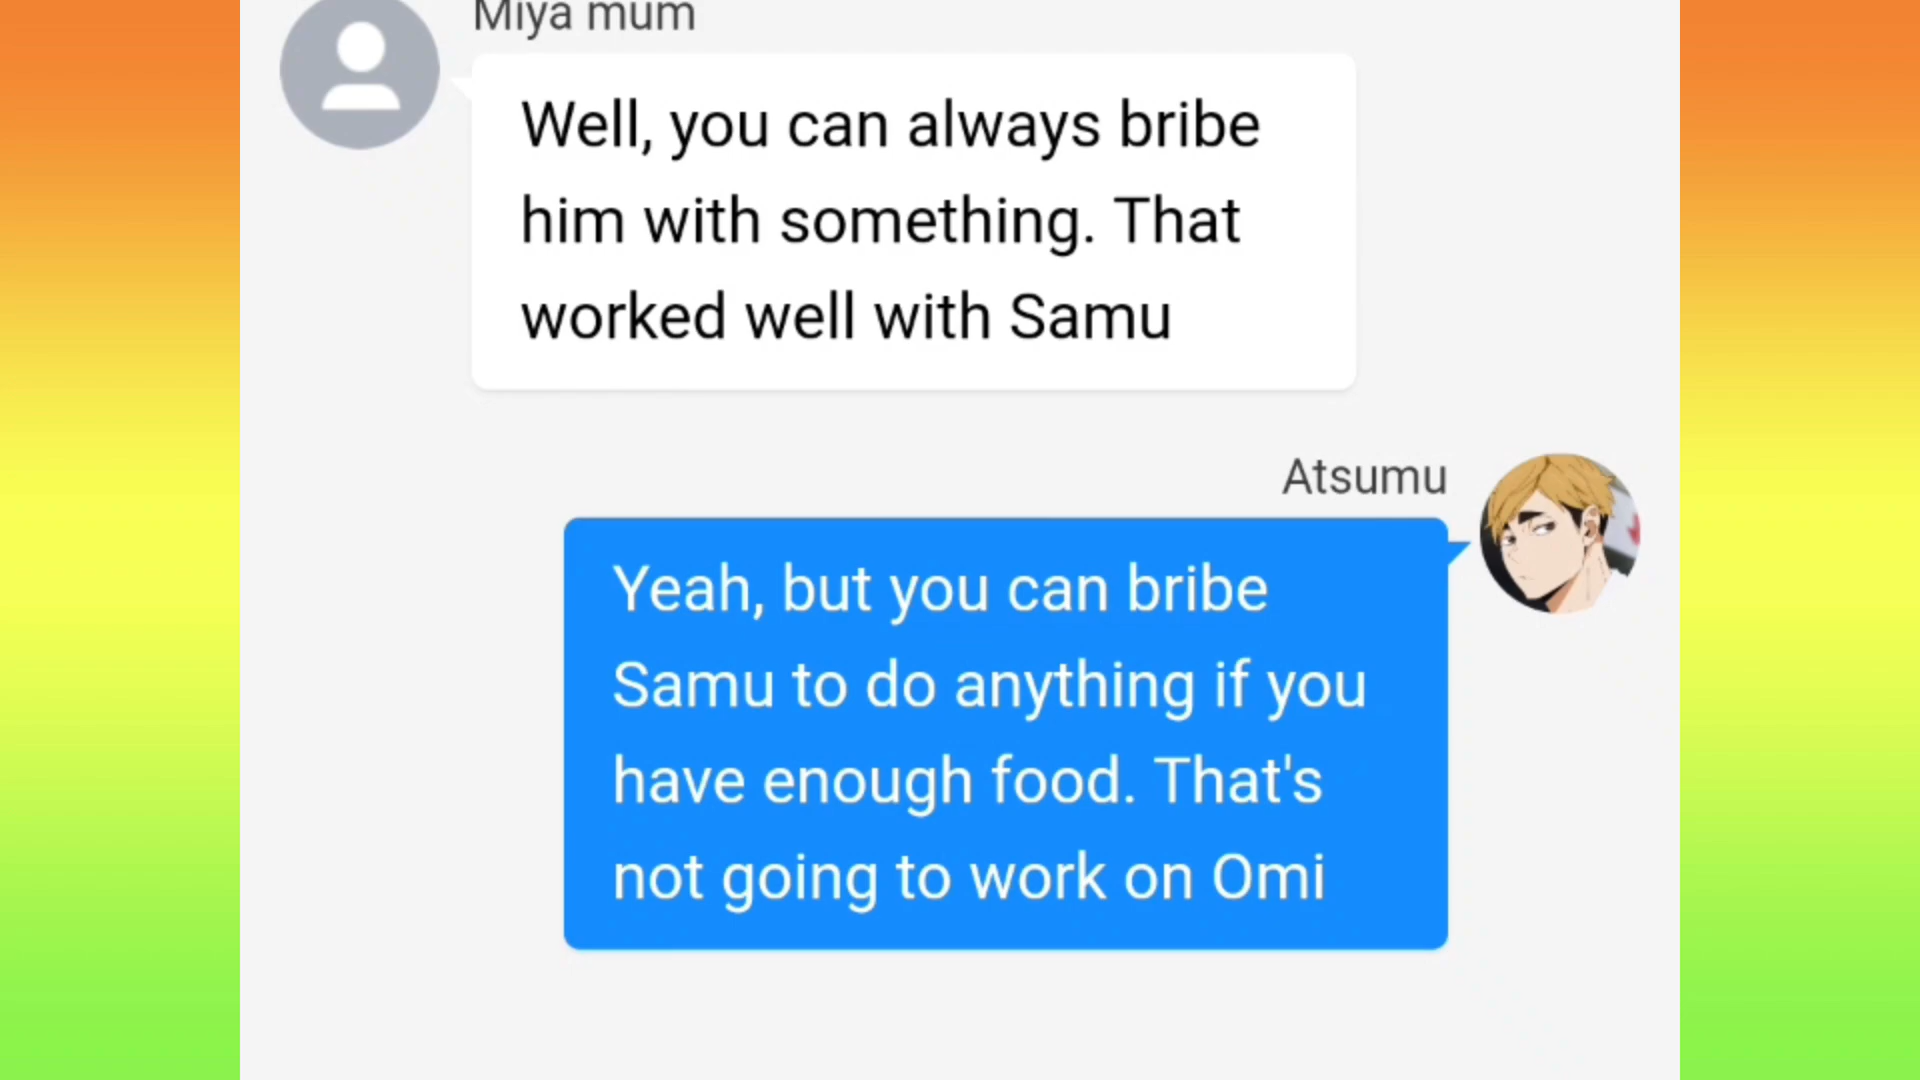 Miya mum
Well, you can always bribe
him with something. That
worked well with Samu
Atsumu
Yeah, but you can bribe
Samu to do anything if you
have enough food. That's
not going to work on Omi